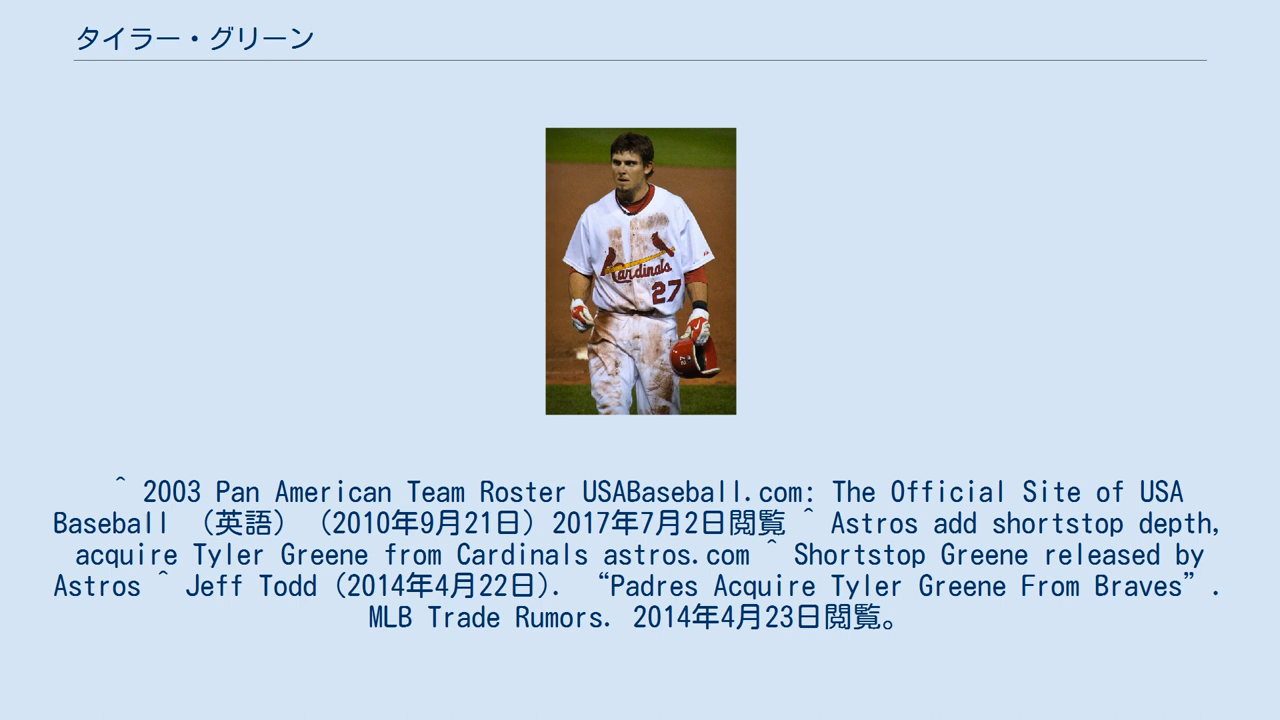 タイラー・グリーン
Cardinals
27
^ 2003 Pan American Team Roster USABaseball.com: The Official Site of USA
Baseball （英語） （2010年9月21日）2017年7月2日閲覧 ^ Astros add shortstop depth,
acquire Tyler Greene from Cardinals astros.com ^ Shortstop Greene released by
Astros ^ Jeff Todd (2014年4月22日). “Padres Acquire Tyler Greene From Braves”.
MLB Trade Rumors. 2014年4月23日閲覧。